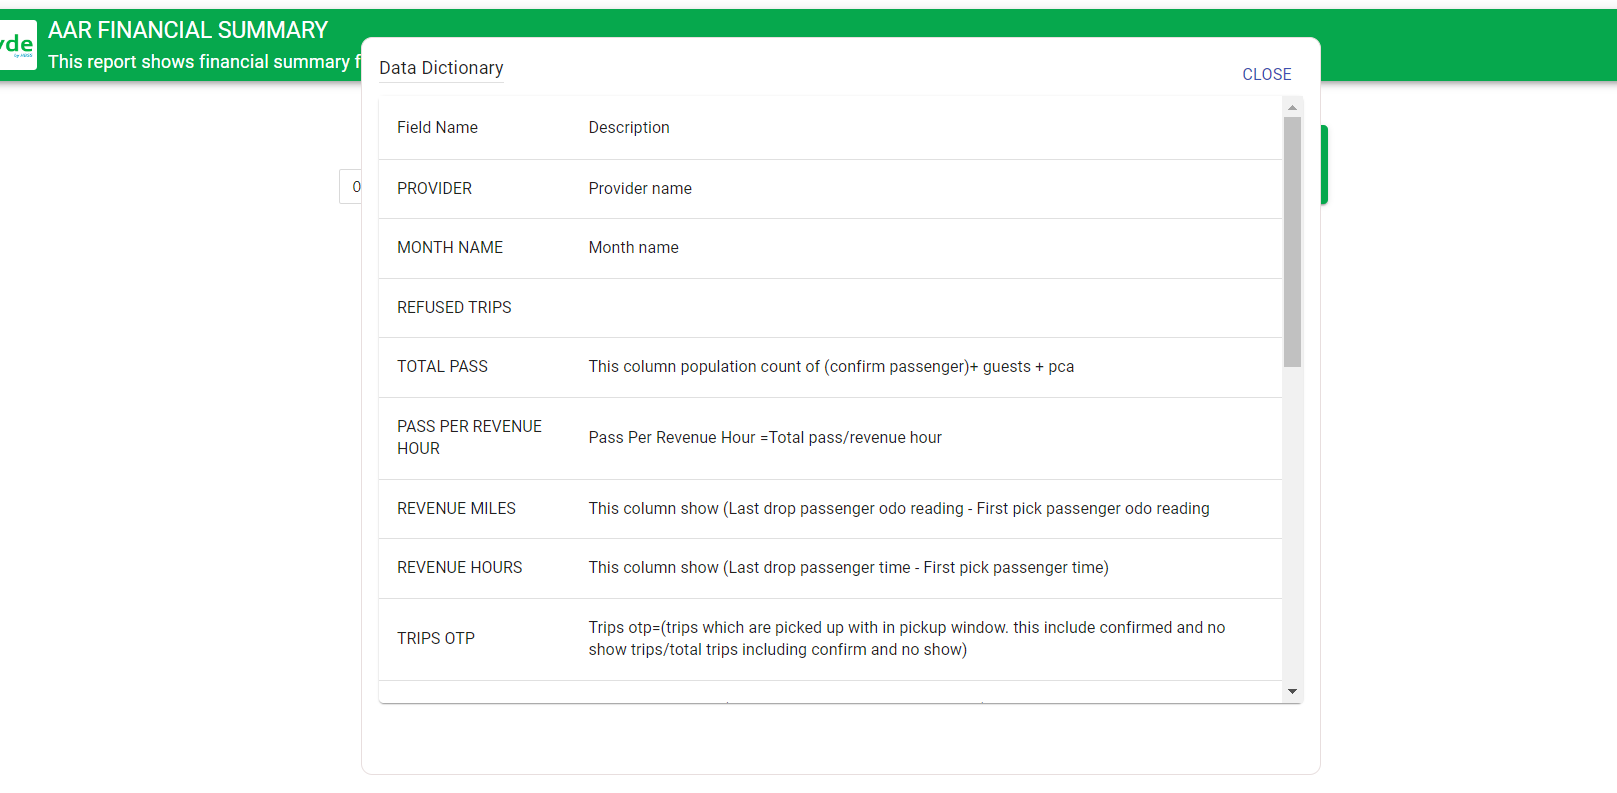 AAR FINANCIAL SUMMARY
This report shows financial summary f
Data Dictionary
CLOSE
Field Name Description
PROVIDER Provider name
0
MONTH NAME Month name
REFUSED TRIPS
TOTAL PASS This column population count of (confirm passenger)+ guests + pca
PASS PER REVENUE
HOUR
Pass Per Revenue Hour =Total pass/revenue hour
REVENUE MILES This column show (Last drop passenger odo reading - First pick passenger odo reading
REVENUE HOURS This column show (Last drop passenger time - First pick passenger time)
TRIPS OTP
Trips otp=(trips which are picked up with in pickup window. this include confirmed and no
show trips/total trips including confirm and no show)